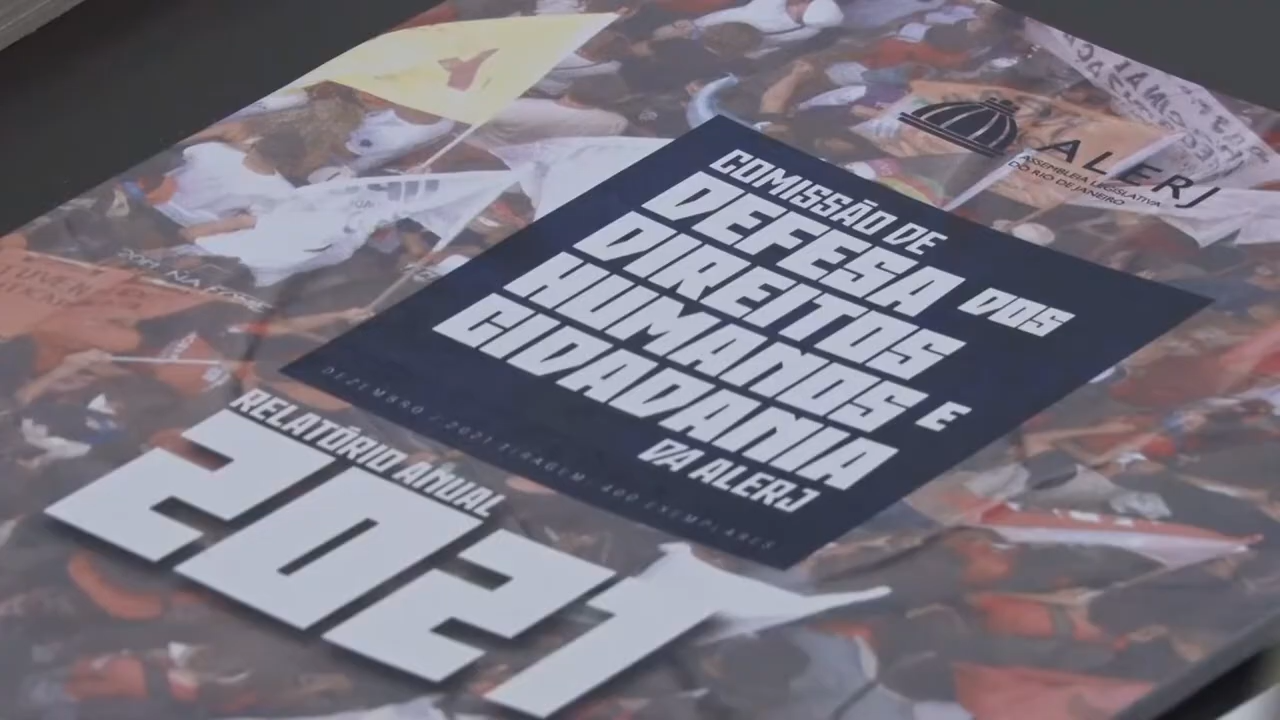 ALERJ
ASSEMBLEIA LEGISLATIVA
DO RIO DE JANEIRO
COMISSÃO DE
DEFESA DOS
DIREITOS
HUMANOS E
CIDADANIA
DA ALERJ
DEZEMBRO / 2021 TIRAGEM: 400 EXEMPLARES
RELATÓRIO ANUAL
2021